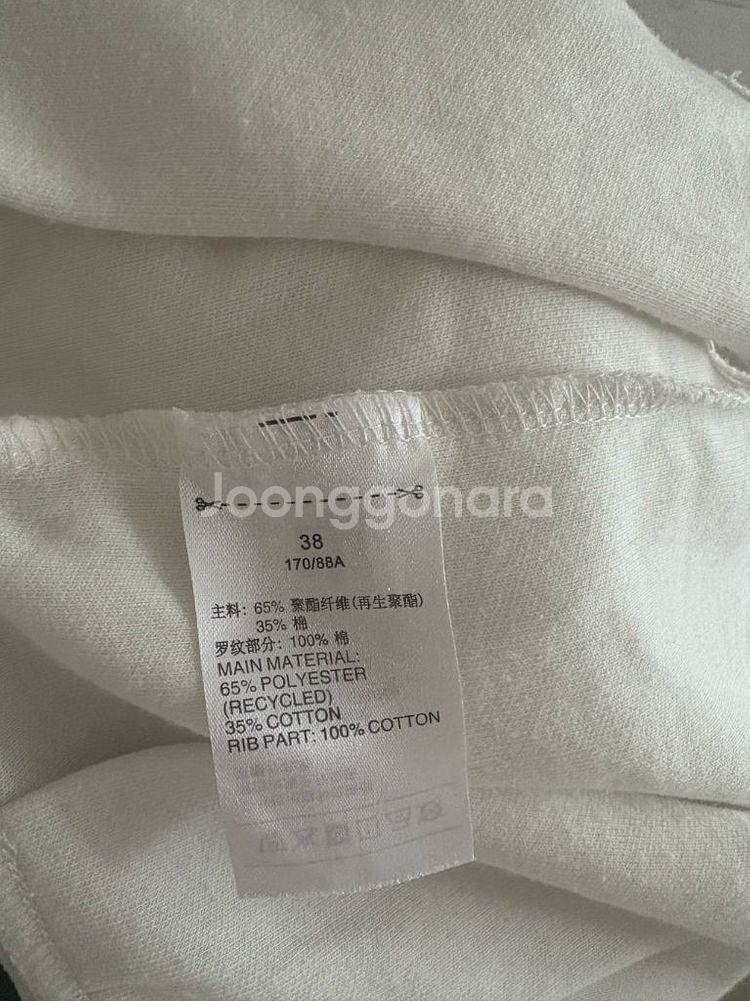 Joonggonara
38
170/88A
主料: 65% 聚酯纤维(再生聚酯)
35% 棉
罗纹部分: 100% 棉
MAIN MATERIAL:
65% POLYESTER
(RECYCLED)
35% COTTON
RIB PART: 100% COTTON